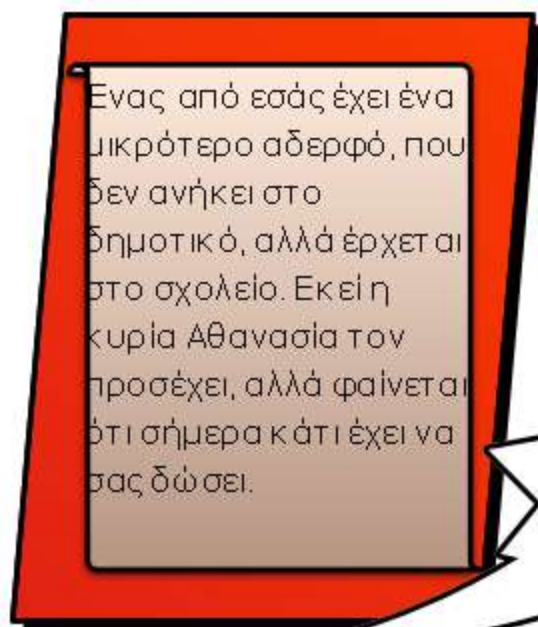 Ένας από εσάς έχει ένα
μικρότερο αδερφό, που
δεν ανήκει στο
δημοτικό, αλλά έρχεται
στο σχολείο. Εκεί η
κυρία Αθανασία τον
προσέχει, αλλά φαίνεται
ότι σήμερα κάτι έχει να
σας δώσει.